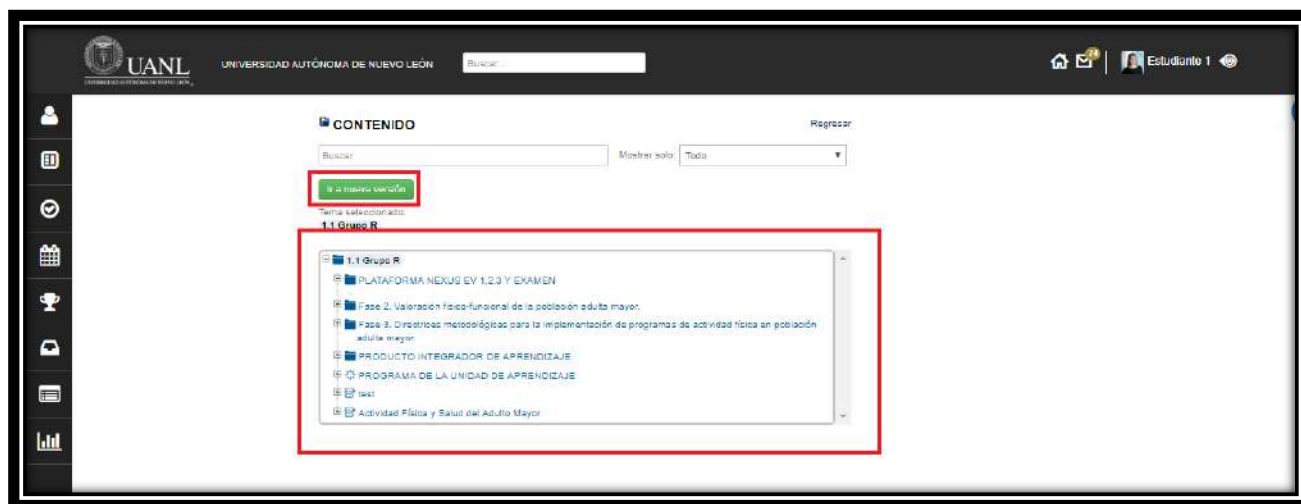 UANL
UNIVERSIDAD AUTÓNOMA DE NUEVO LEÓN
Buscar...
Estudiante 1
CONTENIDO
Regresar
Buscar
Mostrar solo: Todo
Ir a nueva versión
Tema seleccionado:
1.1 Grupo R
1.1 Grupo R
PLATAFORMA NEXUS EV 1,2,3 Y EXAMEN
Fase 2. Valoración físico-funcional de la población adulta mayor.
Fase 3. Directrices metodológicas para la implementación de programas de actividad física en población
adulta mayor.
PRODUCTO INTEGRADOR DE APRENDIZAJE
PROGRAMA DE LA UNIDAD DE APRENDIZAJE
test
Actividad Física y Salud del Adulto Mayor